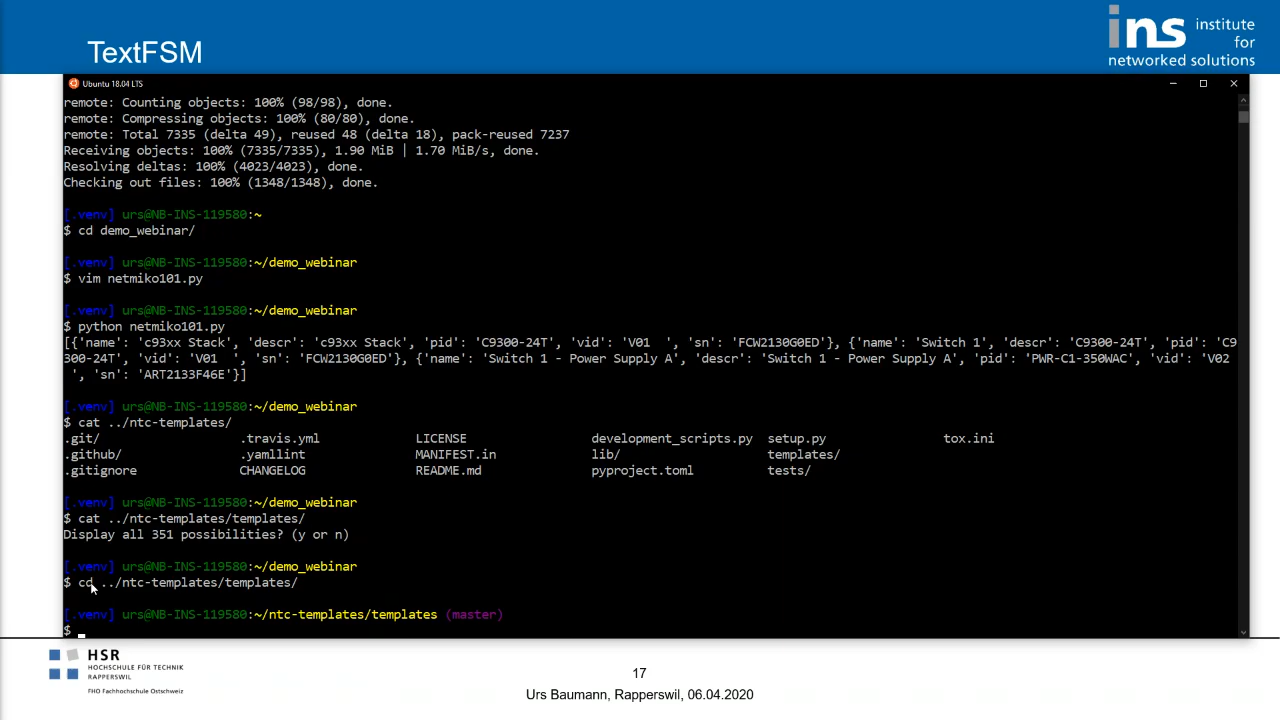 TextFSM
ins institute
for
networked solutions
Ubuntu 18.04 LTS
remote: Counting objects: 100% (98/98), done.
remote: Compressing objects: 100% (80/80), done.
remote: Total 7335 (delta 49), reused 48 (delta 18), pack-reused 7237
Receiving objects: 100% (7335/7335), 1.90 MiB | 1.70 MiB/s, done.
Resolving deltas: 100% (4023/4023), done.
Checking out files: 100% (1348/1348), done.
[.venv] urs@NB-INS-119580:~
$ cd demo_webinar/
[.venv] urs@NB-INS-119580:~/demo_webinar
$ vim netmiko101.py
[.venv] urs@NB-INS-119580:~/demo_webinar
$ python netmiko101.py
[{'name': 'c93xx Stack', 'descr': 'c93xx Stack', 'pid': 'C9300-24T', 'vid': 'V01  ', 'sn': 'FCW2130G0ED'}, {'name': 'Switch 1', 'descr': 'C9300-24T', 'pid': 'C9
300-24T', 'vid': 'V01  ', 'sn': 'FCW2130G0ED'}, {'name': 'Switch 1 - Power Supply A', 'descr': 'Switch 1 - Power Supply A', 'pid': 'PWR-C1-350WAC', 'vid': 'V02
 ', 'sn': 'ART2133F46E'}]
[.venv] urs@NB-INS-119580:~/demo_webinar
$ cat ../ntc-templates/
.git/ .travis.yml LICENSE development_scripts.py setup.py tox.ini
.github/ .yamllint MANIFEST.in lib/ templates/
.gitignore CHANGELOG README.md pyproject.toml tests/
[.venv] urs@NB-INS-119580:~/demo_webinar
$ cat ../ntc-templates/templates/
Display all 351 possibilities? (y or n)
[.venv] urs@NB-INS-119580:~/demo_webinar
$ cd ../ntc-templates/templates/
[.venv] urs@NB-INS-119580:~/ntc-templates/templates (master)
$
HSR
HOCHSCHULE FÜR TECHNIK
RAPPERSWIL
FHO Fachhochschule Ostschweiz
17
Urs Baumann, Rapperswil, 06.04.2020